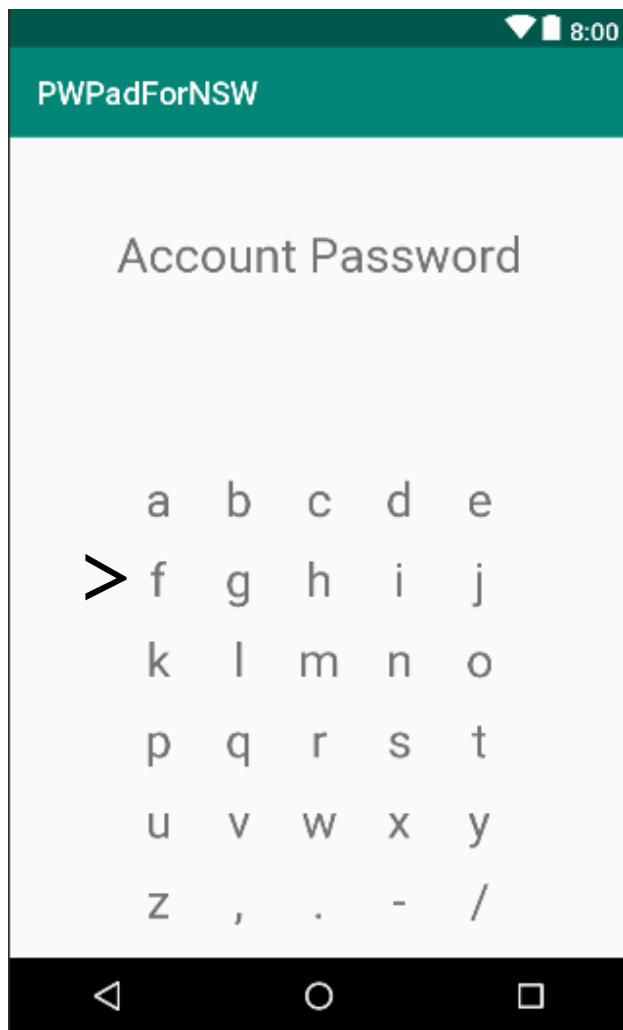 8:00
PWPadForNSW
Account Password
a b c d e
> f g h i j
k l m n o
p q r s t
u v w x y
z , . - /